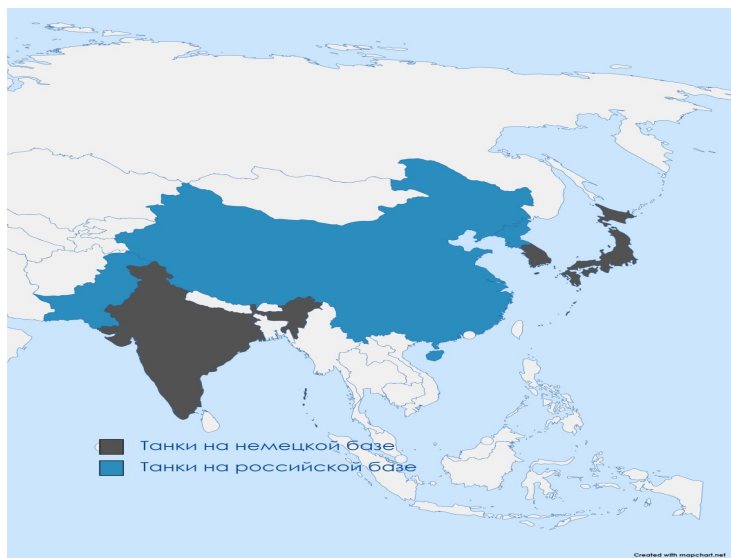 Танки на немецкой базе
Танки на российской базе
Created with mapchart.net